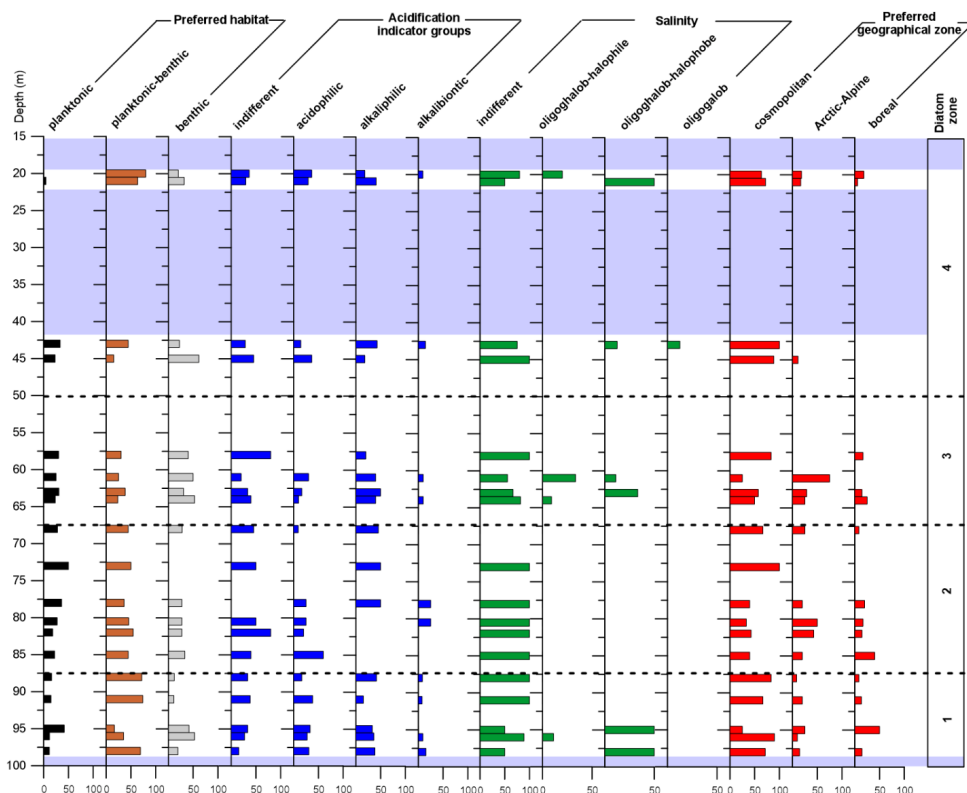 Preferred habitat
Acidification
indicator groups
Salinity
Preferred
geographical zone
Depth (m)
planktonic
planktonic-benthic
benthic
indifferent
acidophilic
alkaliphilic
alkalibiontic
indifferent
oligoghalob-halophile
oligoghalob-halophobe
oligogalob
cosmopolitan
Arctic-Alpine
boreal
Diatom
zone
15
20
25
30
35
40
45
50
55
60
65
70
75
80
85
90
95
100
4
3
2
1
0 50 100 0 50 100 0 50 100 0 50 100 0 50 100 0 50 100 0 50 100 0 50 100 0 50 0 50 0 50 0 50 100 0 50 100 0 50 100